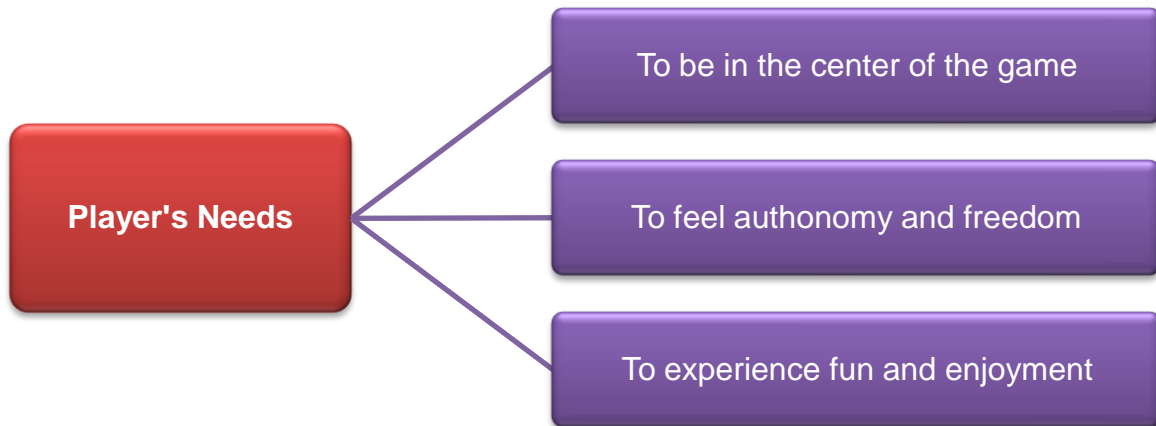 Player's Needs
To be in the center of the game
To feel authonomy and freedom
To experience fun and enjoyment